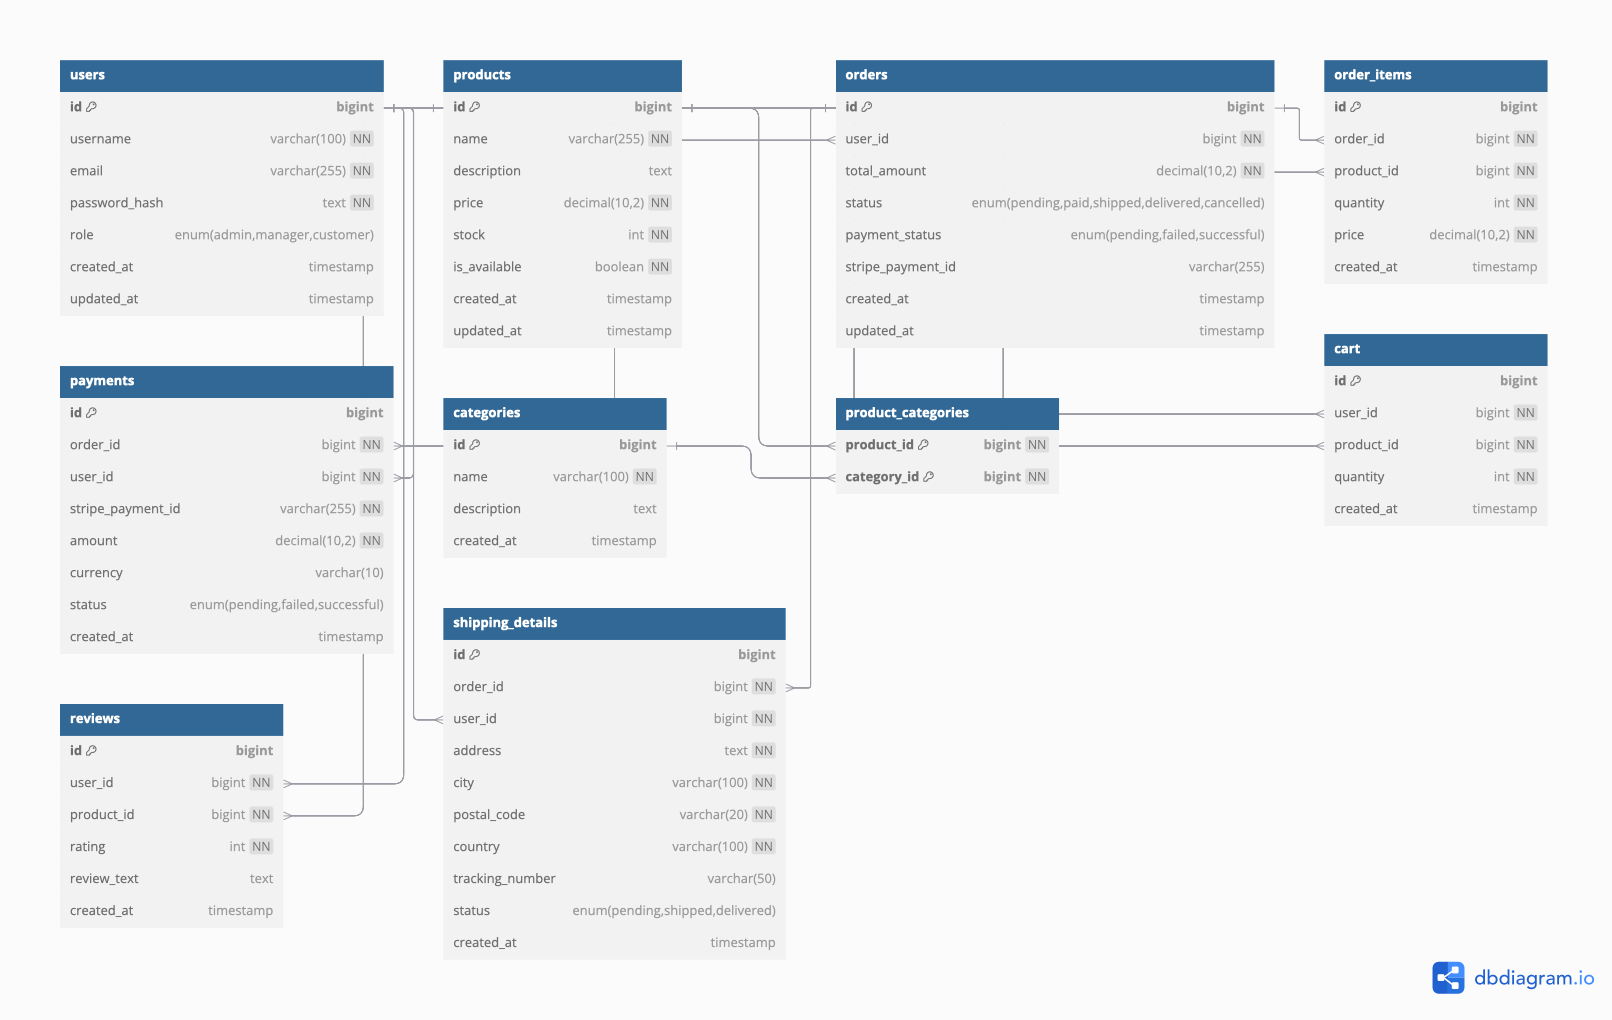 users
id bigint
username varchar(100) NN
email varchar(255) NN
password_hash text NN
role enum(admin,manager,customer)
created_at timestamp
updated_at timestamp
products
id bigint
name varchar(255) NN
description text
price decimal(10,2) NN
stock int NN
is_available boolean NN
created_at timestamp
updated_at timestamp
orders
id bigint
user_id bigint NN
total_amount decimal(10,2) NN
status enum(pending,paid,shipped,delivered,cancelled)
payment_status enum(pending,failed,successful)
stripe_payment_id varchar(255)
created_at timestamp
updated_at timestamp
order_items
id bigint
order_id bigint NN
product_id bigint NN
quantity int NN
price decimal(10,2) NN
created_at timestamp
payments
id bigint
order_id bigint NN
user_id bigint NN
stripe_payment_id varchar(255) NN
amount decimal(10,2) NN
currency varchar(10)
status enum(pending,failed,successful)
created_at timestamp
categories
id bigint
name varchar(100) NN
description text
created_at timestamp
product_categories
product_id bigint NN
category_id bigint NN
cart
id bigint
user_id bigint NN
product_id bigint NN
quantity int NN
created_at timestamp
shipping_details
id bigint
order_id bigint NN
user_id bigint NN
address text NN
city varchar(100) NN
postal_code varchar(20) NN
country varchar(100) NN
tracking_number varchar(50)
status enum(pending,shipped,delivered)
created_at timestamp
reviews
id bigint
user_id bigint NN
product_id bigint NN
rating int NN
review_text text
created_at timestamp
dbdiagram.io